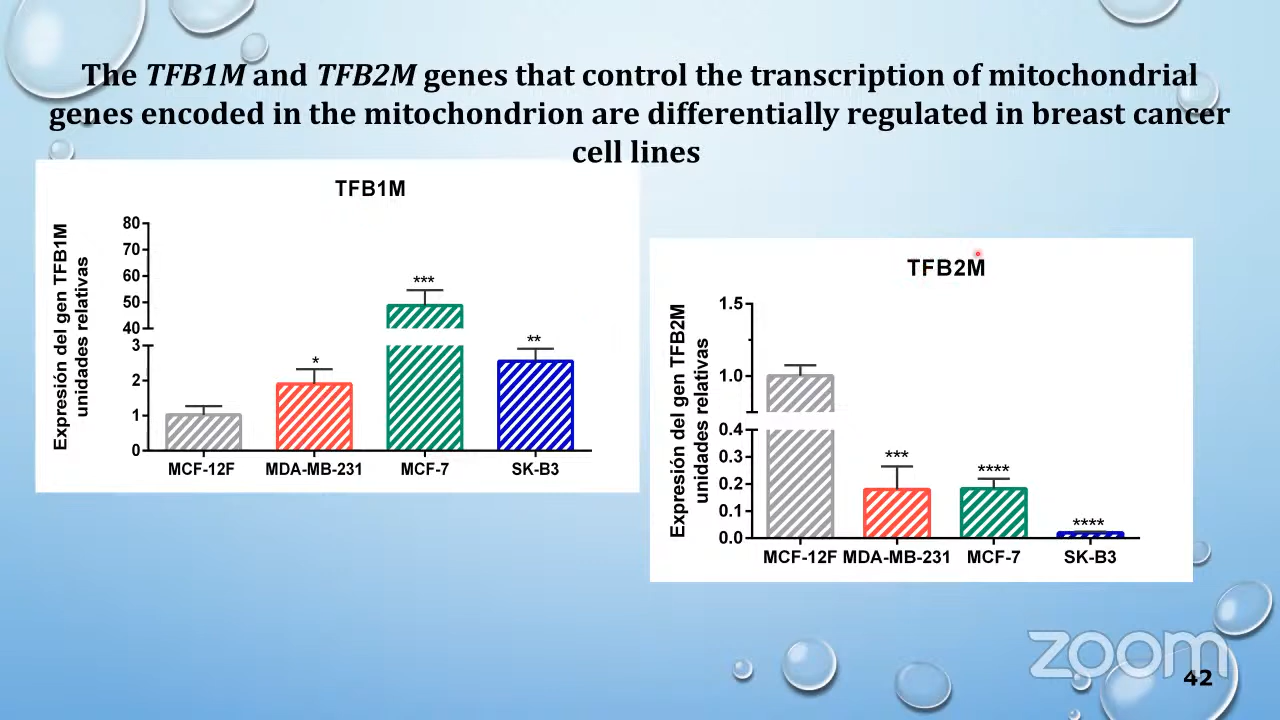 The TFB1M and TFB2M genes that control the transcription of mitochondrial
genes encoded in the mitochondrion are differentially regulated in breast cancer
cell lines
TFB1M
Expresión del gen TFB1M
unidades relativas
80
70
60
50
40
3
2
1
0
*
***
**
MCF-12F MDA-MB-231 MCF-7 SK-B3
TFB2M
Expresión del gen TFB2M
unidades relativas
1.5
1.0
0.4
0.3
0.2
0.1
0.0
***
****
****
MCF-12F MDA-MB-231 MCF-7 SK-B3
zoom
42